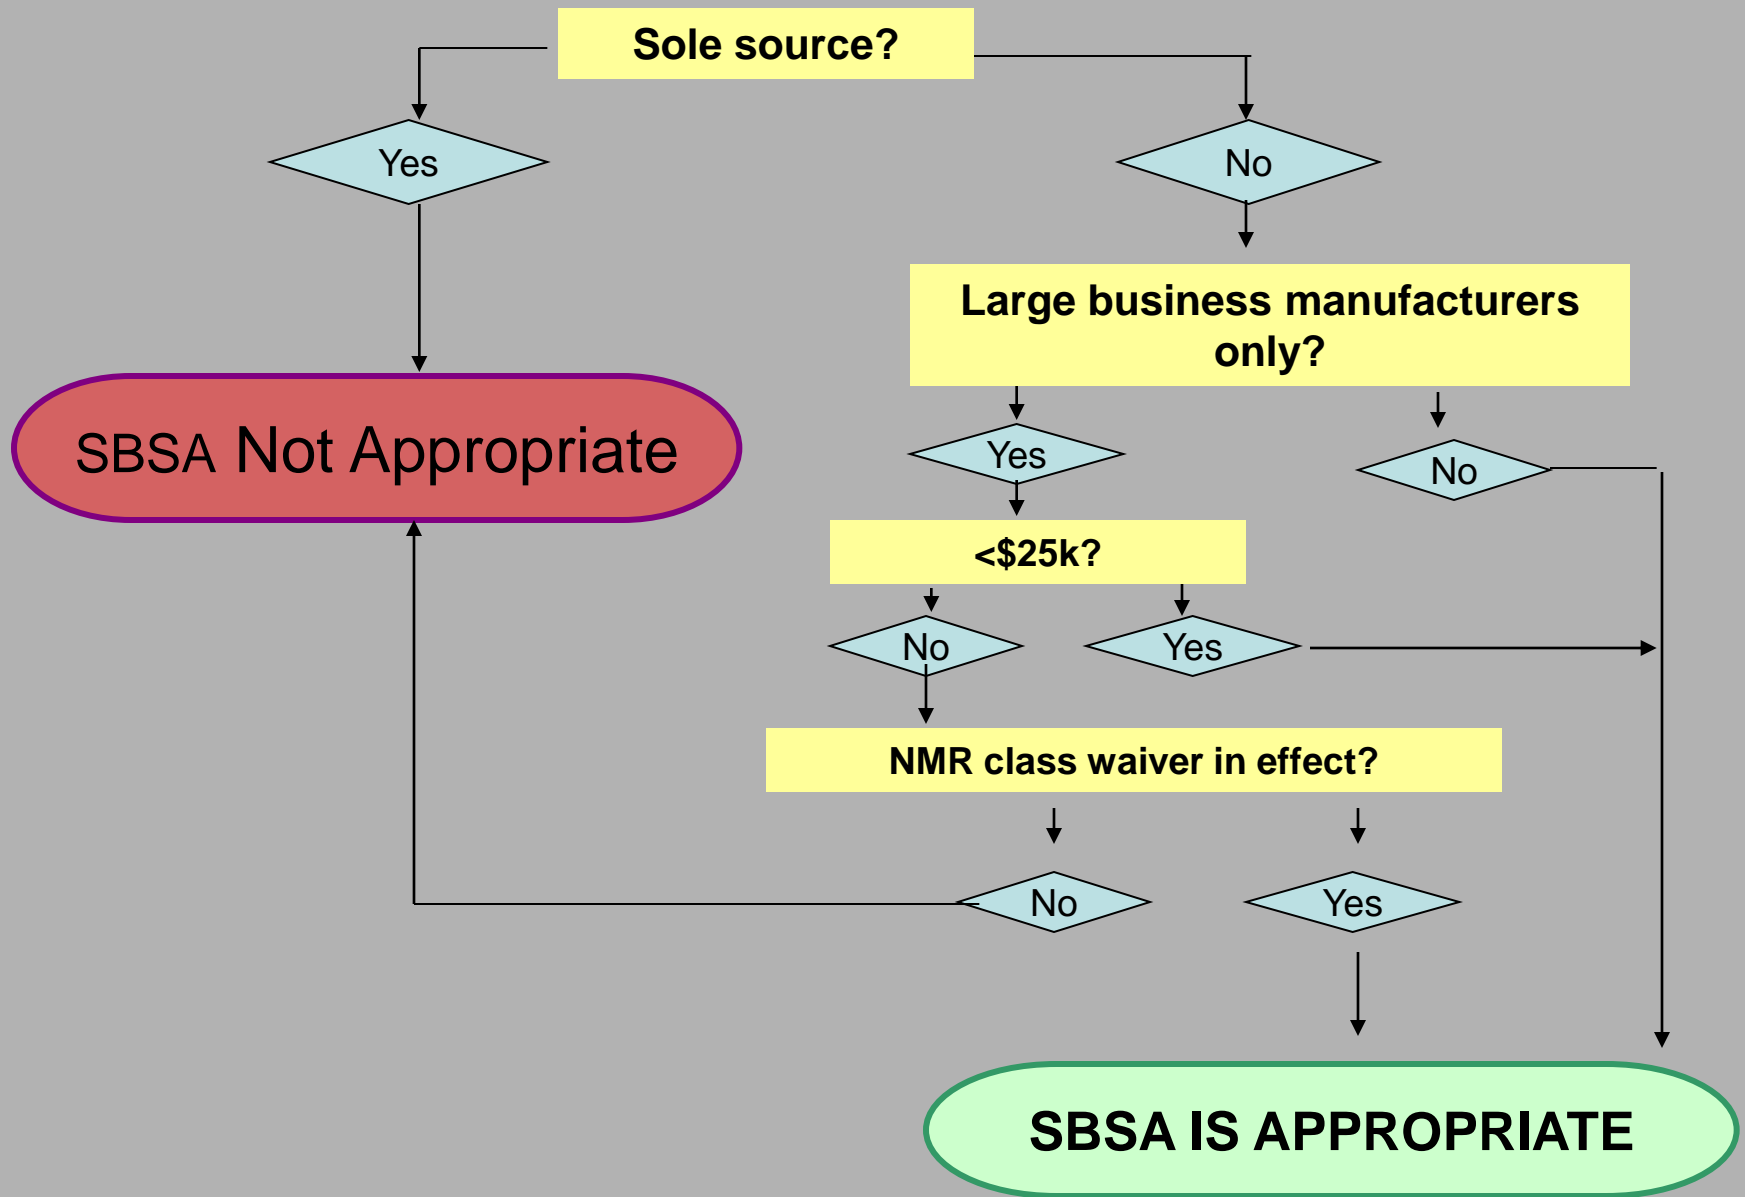 Sole source?
Yes
No
Large business manufacturers
only?
SBSA Not Appropriate
Yes
No
<$25k?
No
Yes
NMR class waiver in effect?
No
Yes
SBSA IS APPROPRIATE